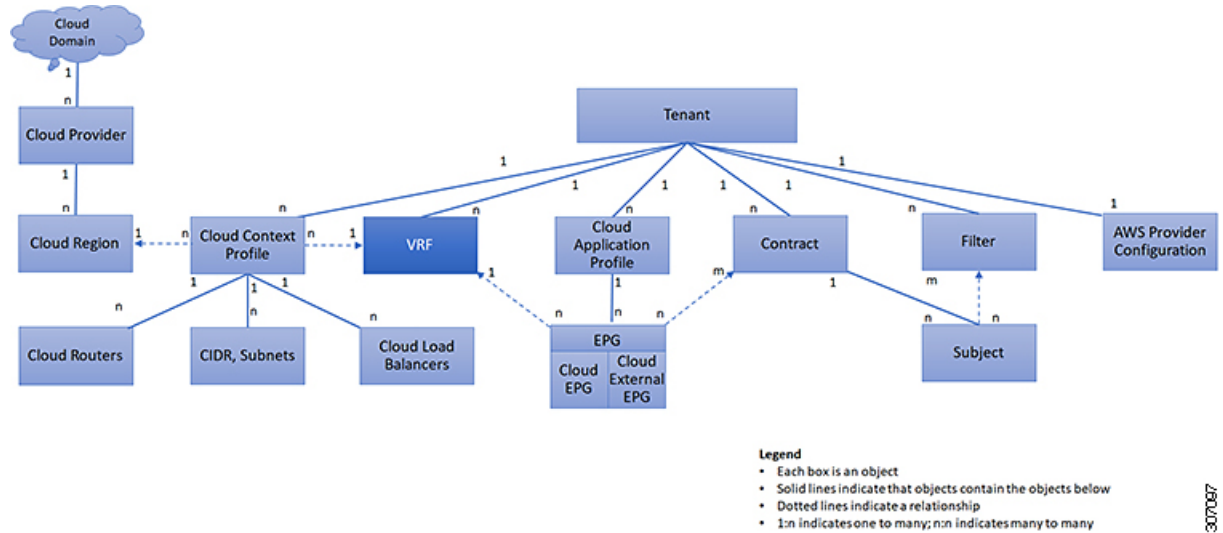 Cloud
Domain
1
n
Cloud Provider
Tenant
1
1
1
1
1
1
1
n
n
n
n
n
n
1
Cloud Region
1
n
Cloud Context
Profile
n
1
VRF
Cloud
Application
Profile
Contract
Filter
AWS Provider
Configuration
1
1
1
1
1
m
1
m
n
n
n
n
n
n
n
n
Cloud Routers
CIDR, Subnets
Cloud Load
Balancers
EPG
Cloud
EPG
Cloud
External
EPG
Subject
Legend
• Each box is an object
• Solid lines indicate that objects contain the objects below
• Dotted lines indicate a relationship
• 1:n indicates one to many; n:n indicates many to many
307097